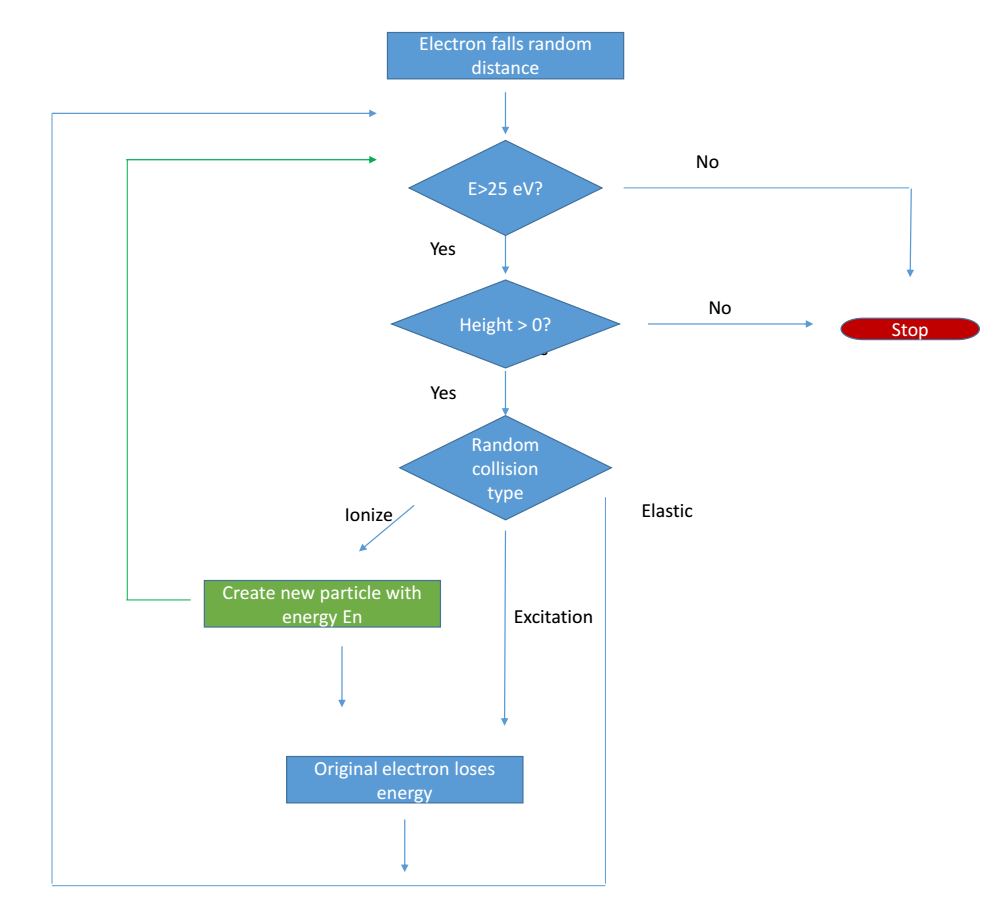 Electron falls random
distance
No
E>25 eV?
Yes
Height > 0?
No
Stop
Yes
Random
collision
type
Ionize
Elastic
Create new particle with
energy En
Excitation
Original electron loses
energy